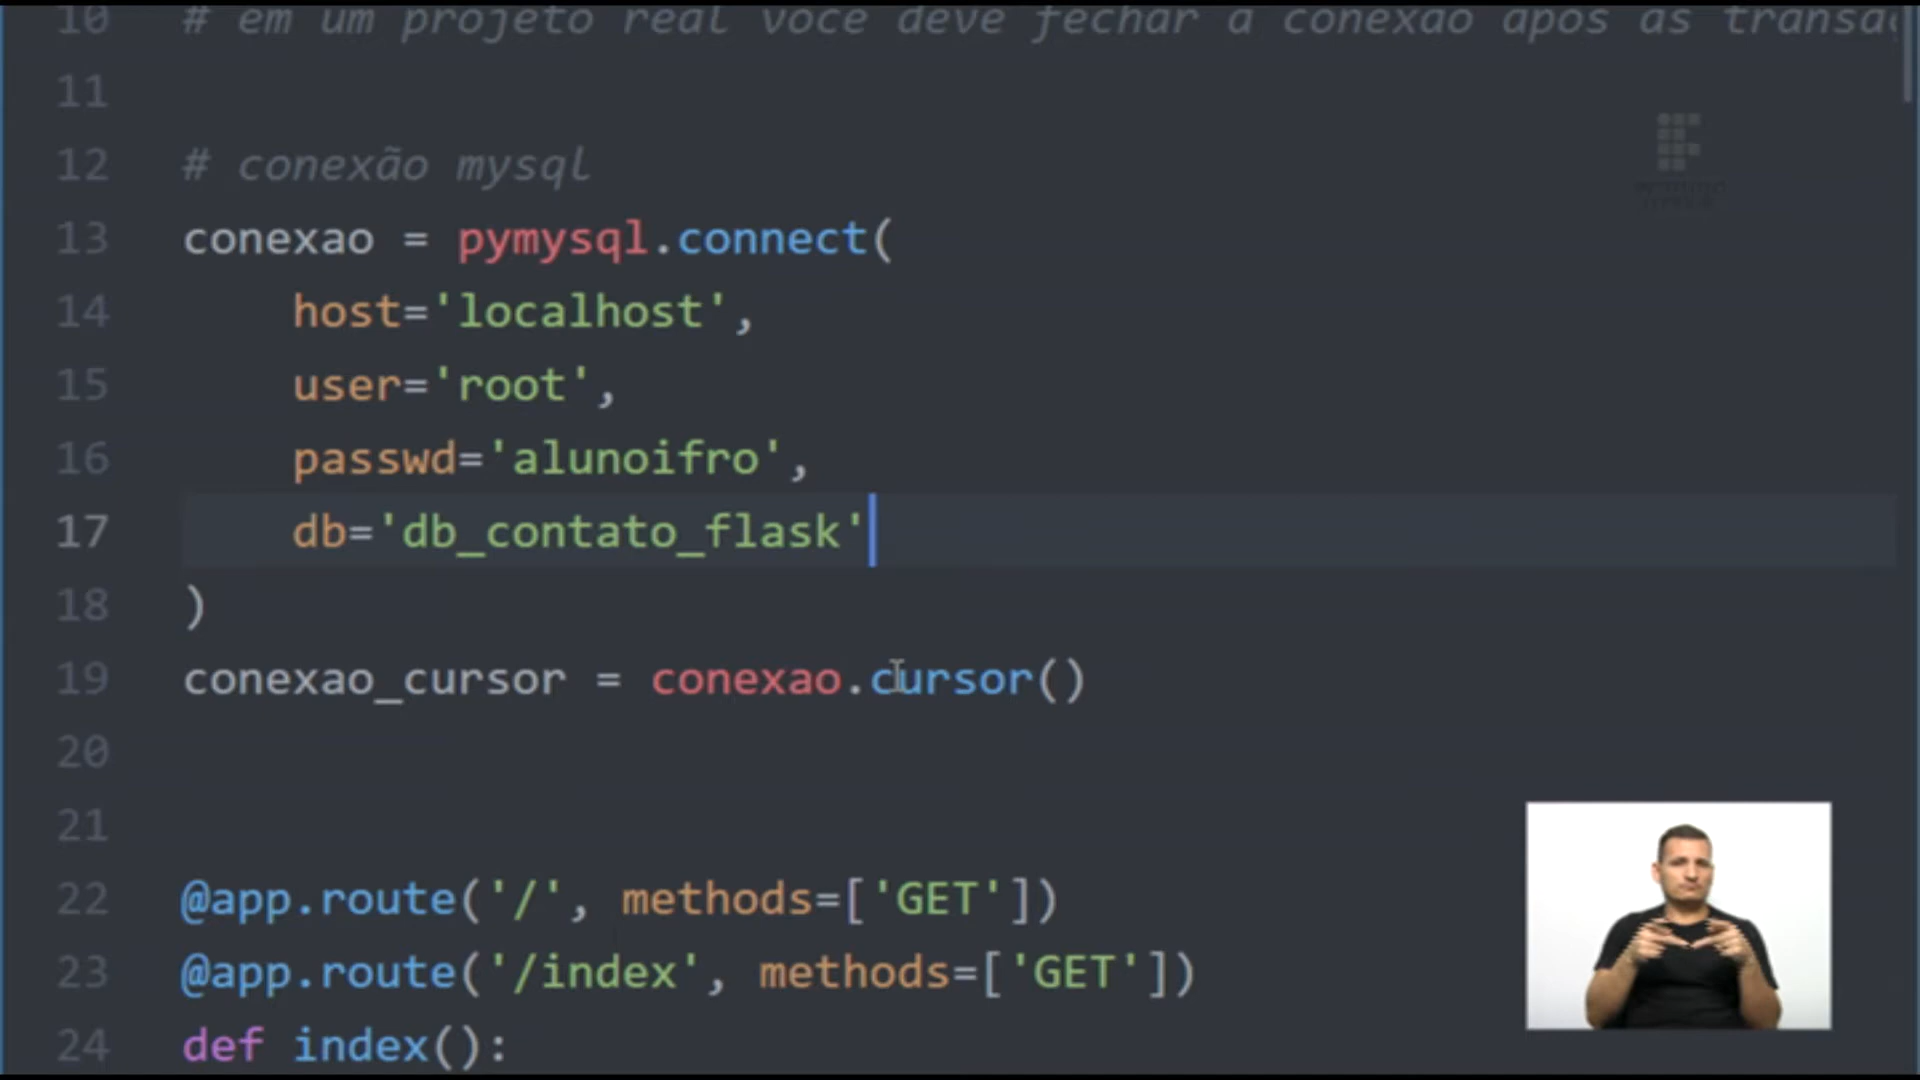 10 # em um projeto real voce deve fechar a conexao apos as transaç
11
12 # conexão mysql
13 conexao = pymysql.connect(
14 host='localhost',
15 user='root',
16 passwd='alunoifro',
17 db='db_contato_flask'
18 )
19 conexao_cursor = conexao.cursor()
20
21
22 @app.route('/', methods=['GET'])
23 @app.route('/index', methods=['GET'])
24 def index():